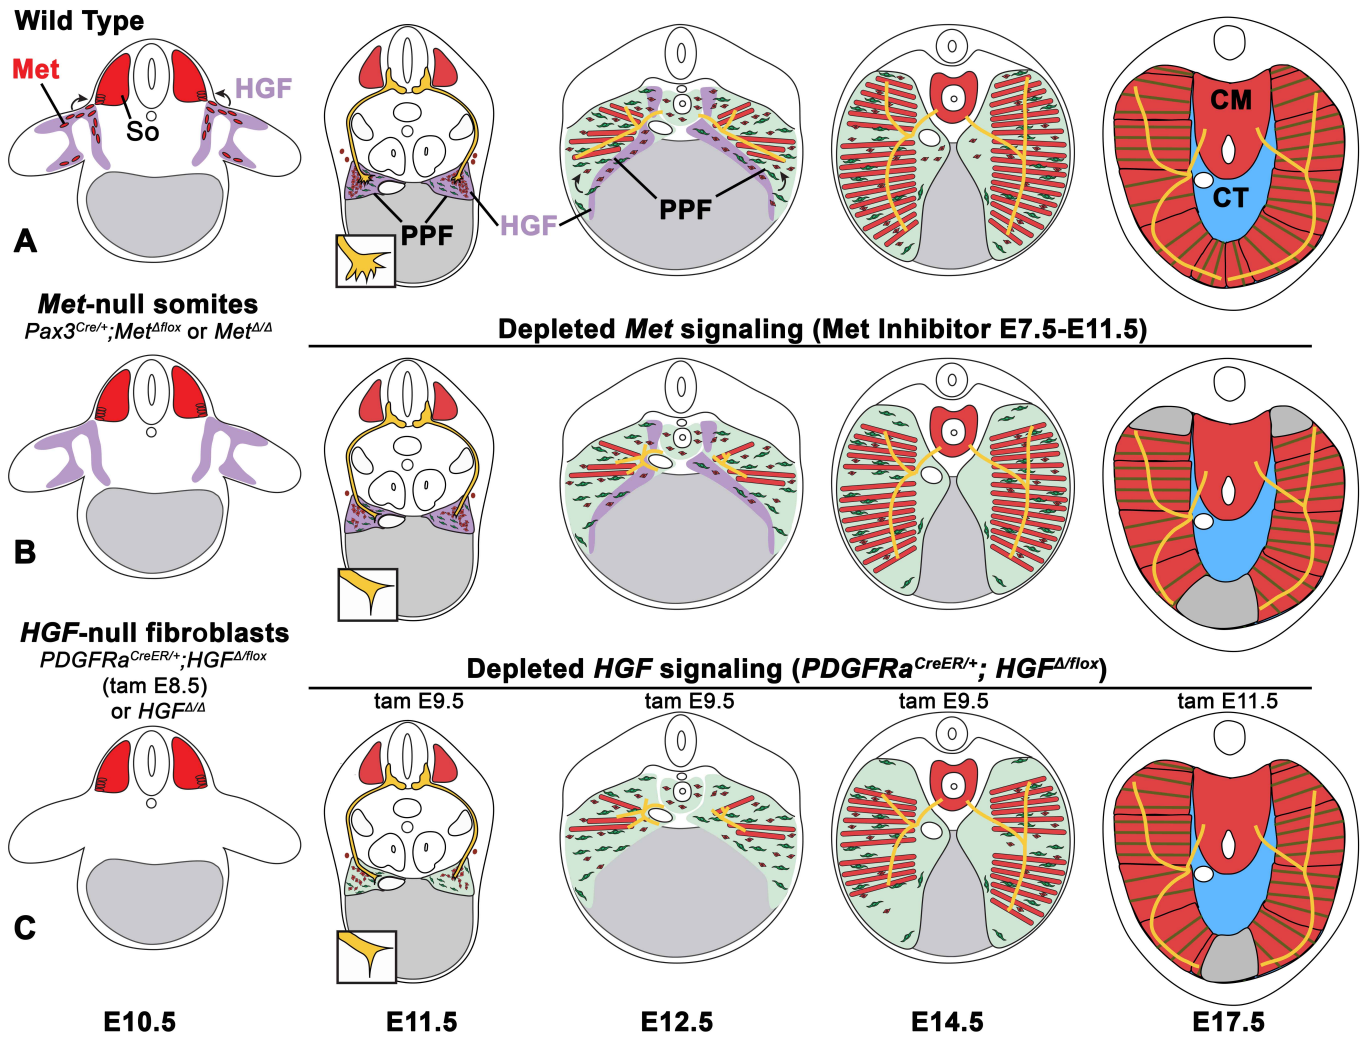 Wild Type
Met
HGF
So
A
PPF
HGF
PPF
CM
CT
Met-null somites
Pax3Cre/+;MetΔflox or MetΔ/Δ
Depleted Met signaling (Met Inhibitor E7.5-E11.5)
B
HGF-null fibroblasts
PDGFRaCreER/+;HGFΔ/flox
(tam E8.5)
or HGFΔ/Δ
Depleted HGF signaling (PDGFRaCreER/+; HGFΔ/flox)
tam E9.5
tam E9.5
tam E9.5
tam E11.5
C
E10.5
E11.5
E12.5
E14.5
E17.5